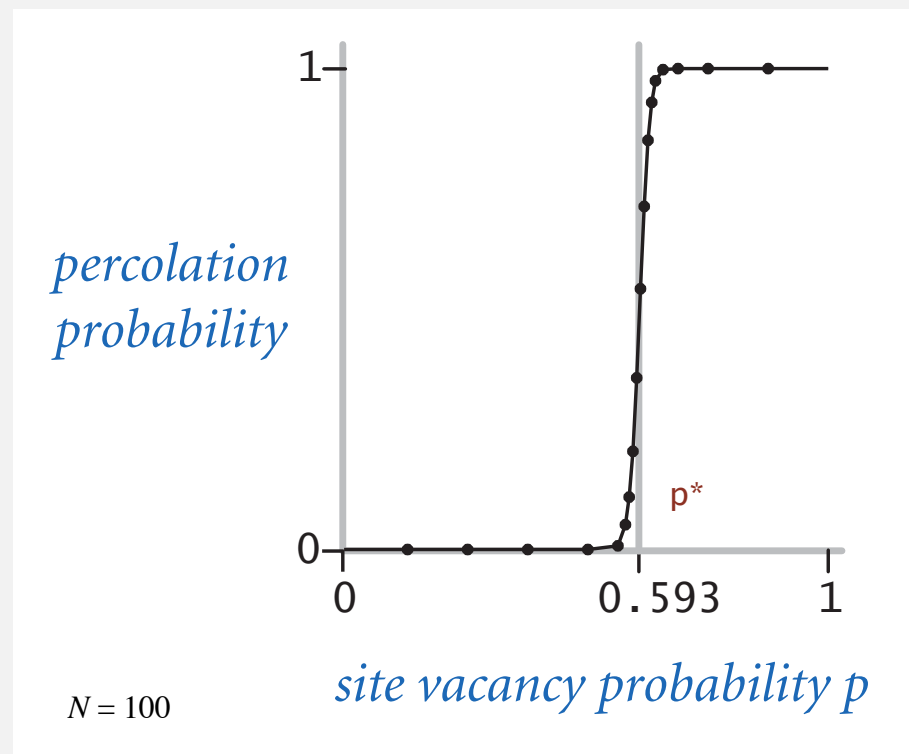 1
percolation
probability
p*
0
0 0.593 1
site vacancy probability p
N = 100